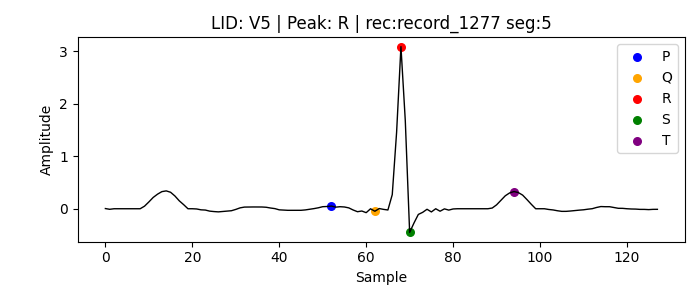 LID: V5 | Peak: R | rec:record_1277 seg:5
Amplitude
3
2
1
0
P
Q
R
S
T
0 20 40 60 80 100 120
Sample